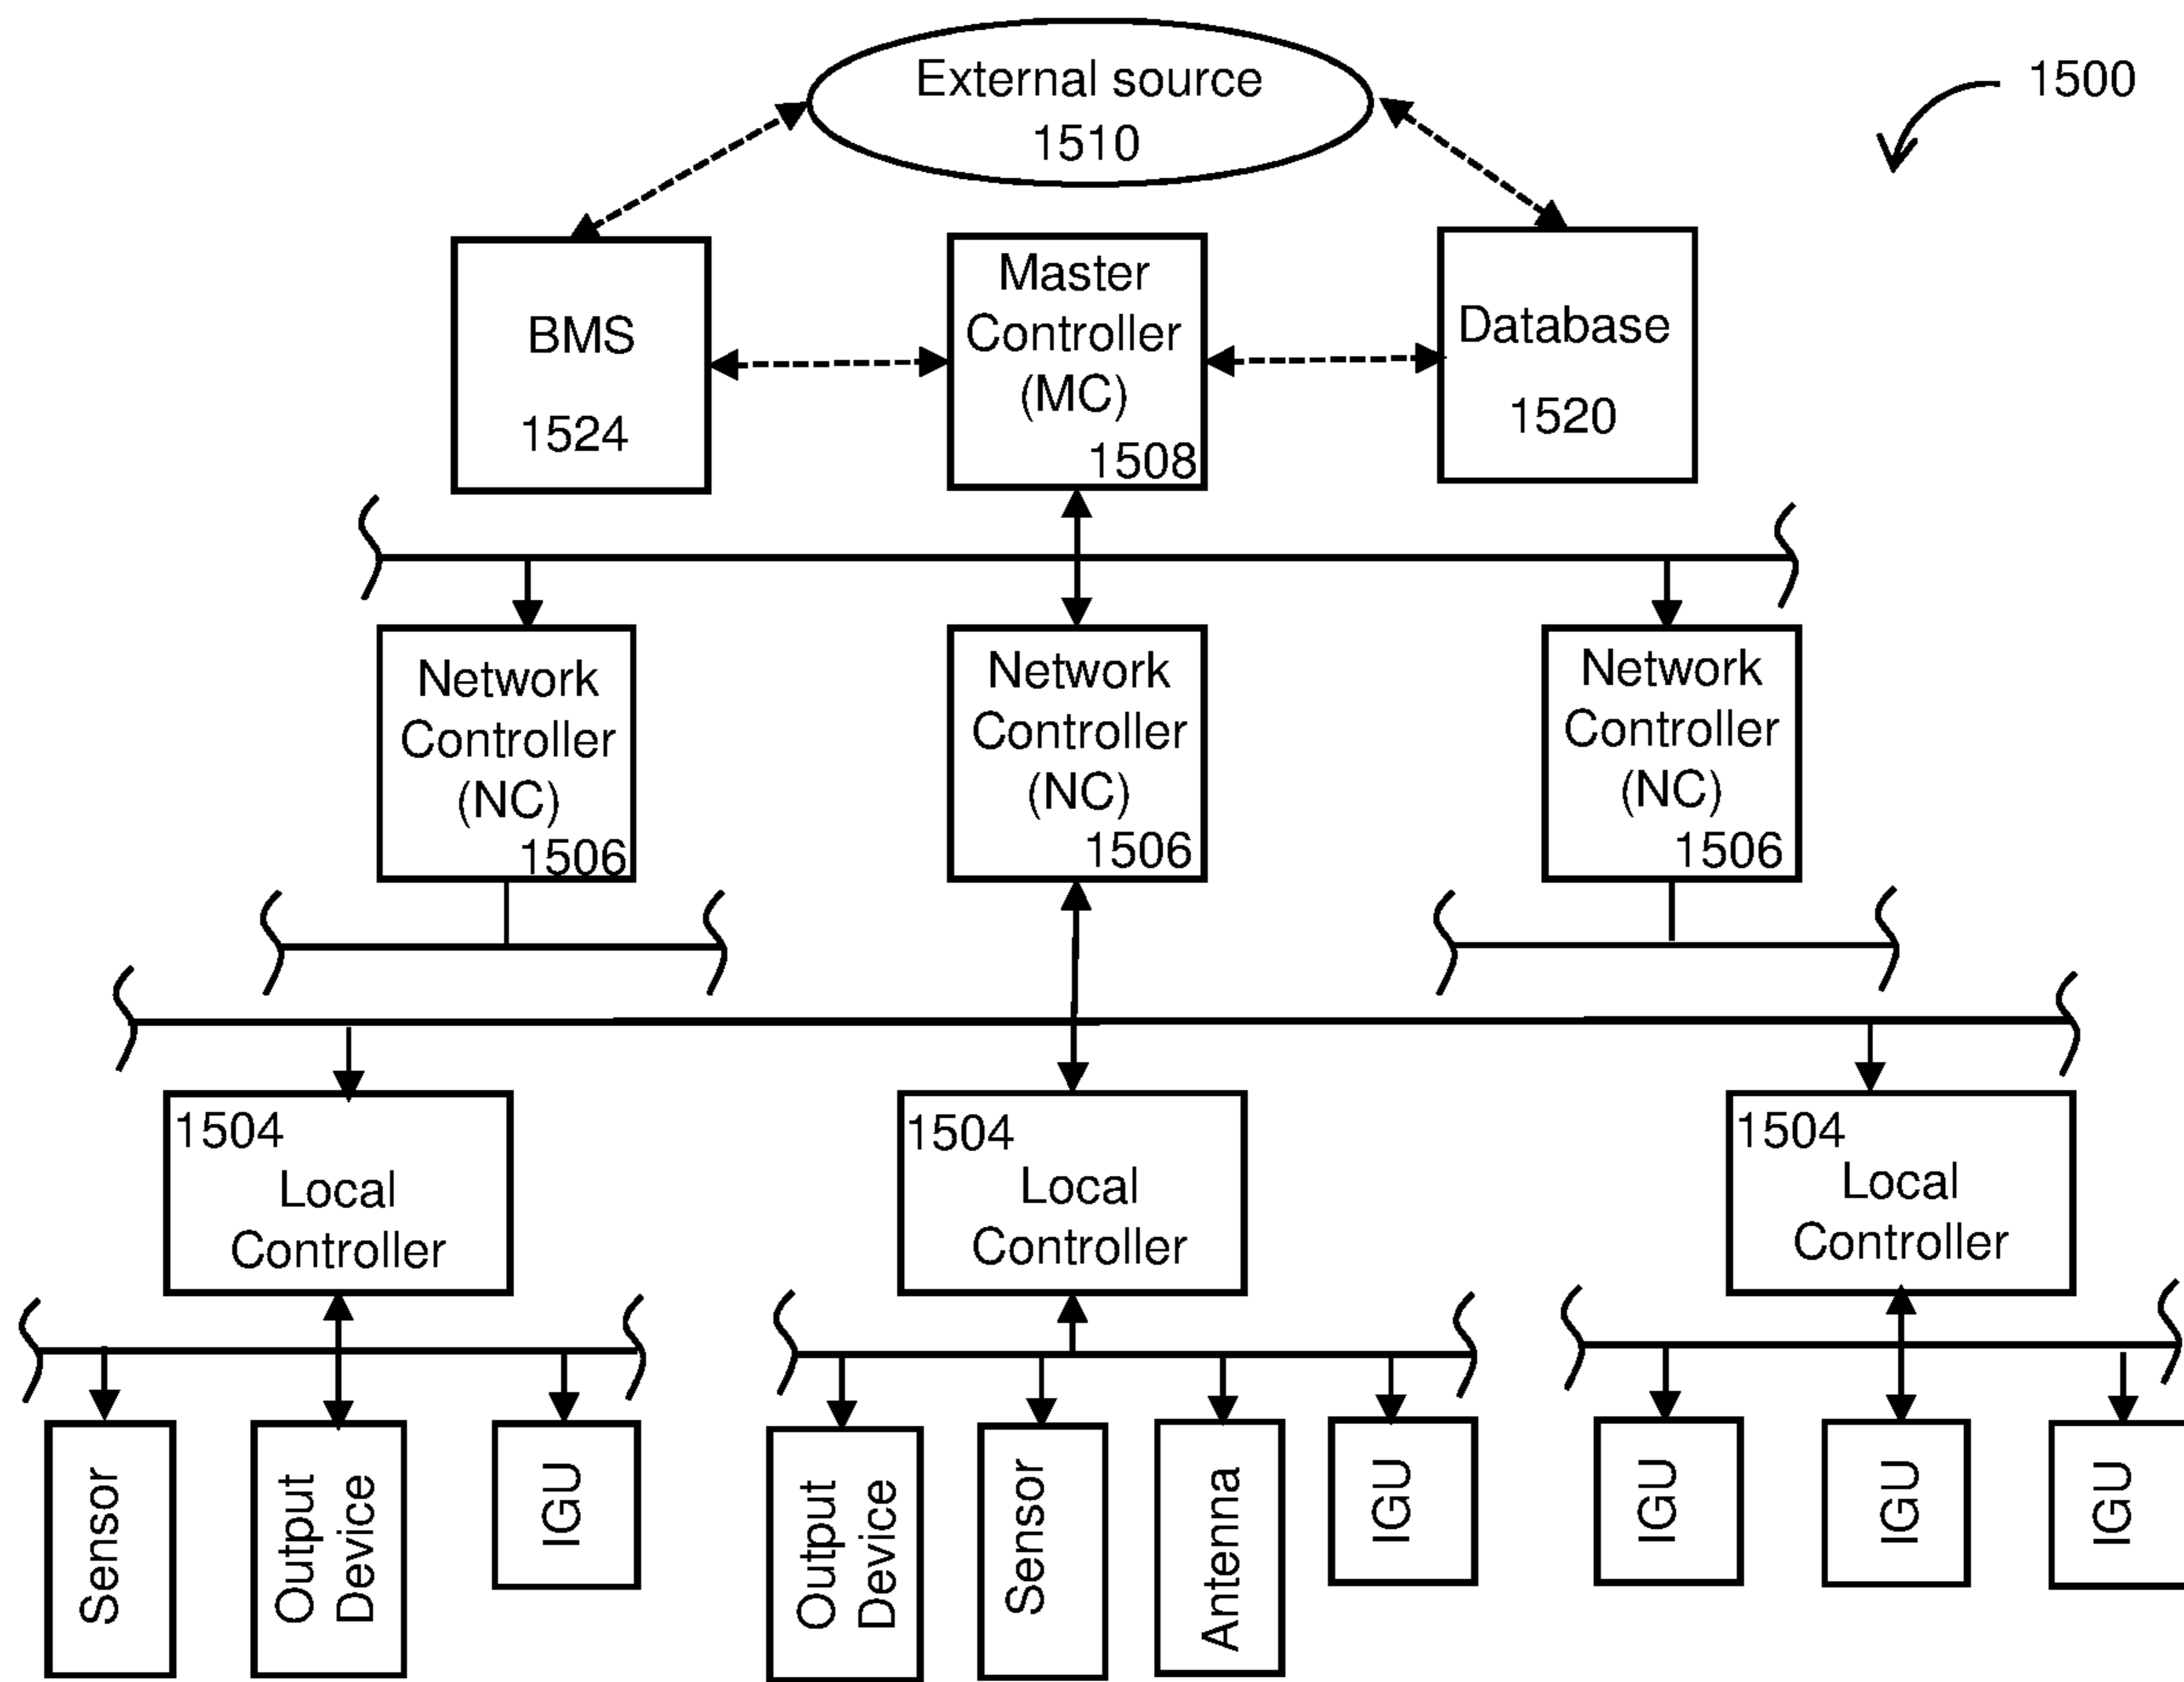 External source
1510
1500
BMS
1524
Master
Controller
(MC)
1508
Database
1520
Network
Controller
(NC)
1506
Network
Controller
(NC)
1506
Network
Controller
(NC)
1506
1504
Local
Controller
1504
Local
Controller
1504
Local
Controller
Sensor
Output
Device
IGU
Output
Device
Sensor
Antenna
IGU
IGU
IGU
IGU